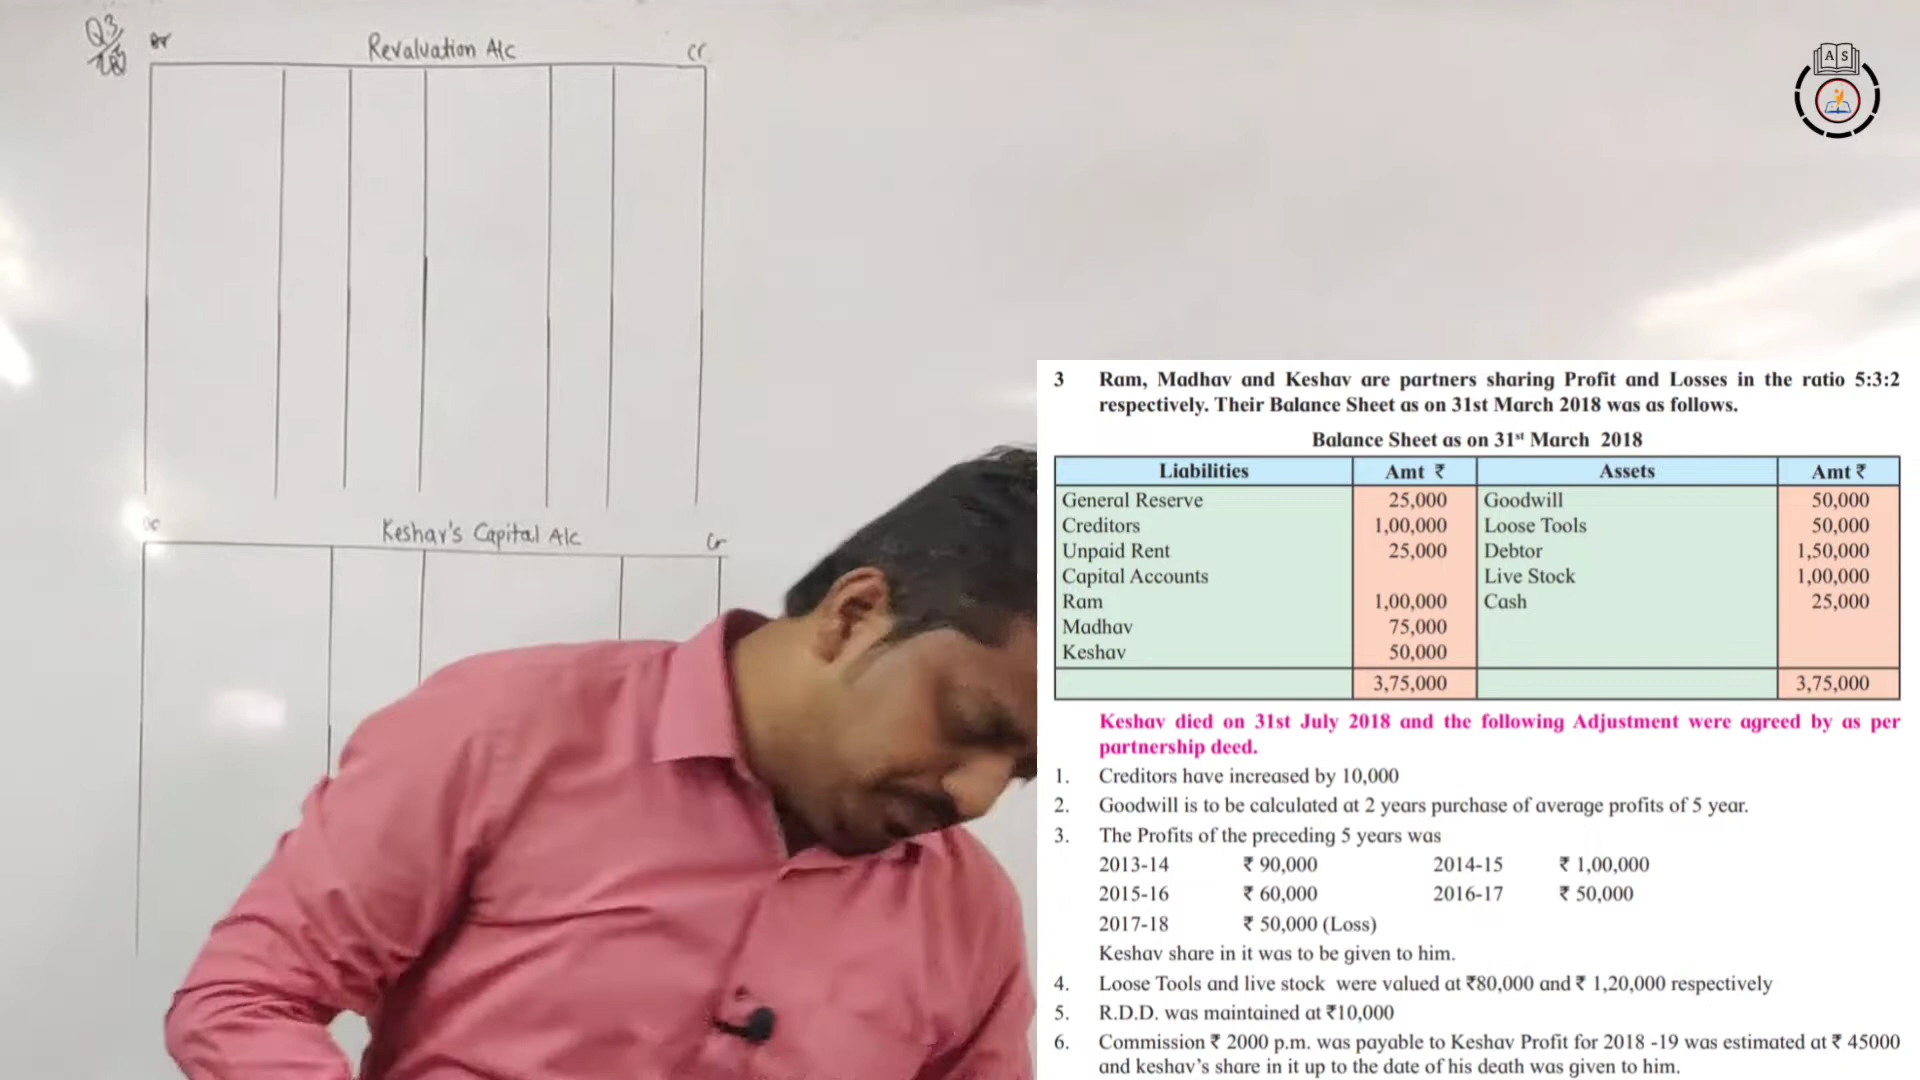 Q3
Dr Revaluation A/c Cr
Keshav's Capital A/c Cr
A S
3 Ram, Madhav and Keshav are partners sharing Profit and Losses in the ratio 5:3:2
respectively. Their Balance Sheet as on 31st March 2018 was as follows.
Balance Sheet as on 31st March 2018
Liabilities Amt ₹ Assets Amt ₹
General Reserve 25,000 Goodwill 50,000
Creditors 1,00,000 Loose Tools 50,000
Unpaid Rent 25,000 Debtor 1,50,000
Capital Accounts Live Stock 1,00,000
Ram 1,00,000 Cash 25,000
Madhav 75,000
Keshav 50,000
3,75,000 3,75,000
Keshav died on 31st July 2018 and the following Adjustment were agreed by as per
partnership deed.
1. Creditors have increased by 10,000
2. Goodwill is to be calculated at 2 years purchase of average profits of 5 year.
3. The Profits of the preceding 5 years was
2013-14 ₹ 90,000 2014-15 ₹ 1,00,000
2015-16 ₹ 60,000 2016-17 ₹ 50,000
2017-18 ₹ 50,000 (Loss)
Keshav share in it was to be given to him.
4. Loose Tools and live stock were valued at ₹80,000 and ₹ 1,20,000 respectively
5. R.D.D. was maintained at ₹10,000
6. Commission ₹ 2000 p.m. was payable to Keshav Profit for 2018 -19 was estimated at ₹ 45000
and keshav's share in it up to the date of his death was given to him.